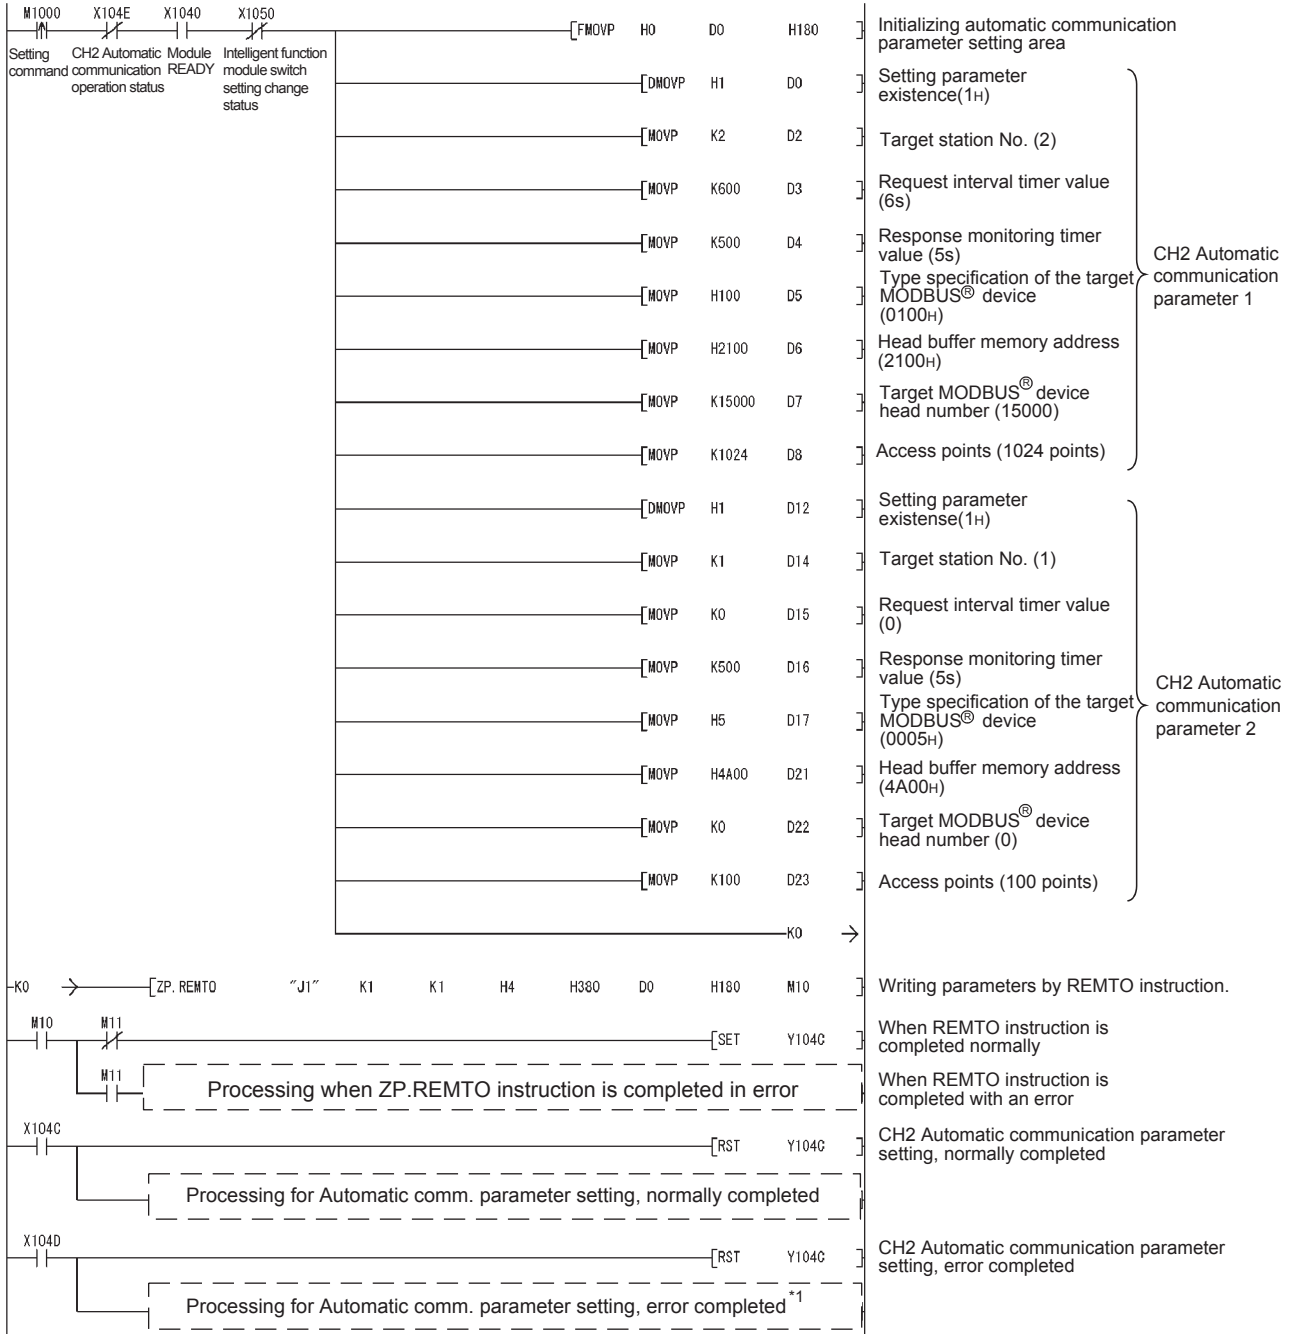 M1000 X104E X1040 X1050
[FMOVP H0 D0 H180 ]
Initializing automatic communication
parameter setting area
Setting
command
CH2 Automatic
communication
operation status
Module
READY
Intelligent function
module switch
setting change
status
[DMOVP H1 D0 ]
Setting parameter
existence(1H)
[MOVP K2 D2 ]
Target station No. (2)
[MOVP K600 D3 ]
Request interval timer value
(6s)
[MOVP K500 D4 ]
Response monitoring timer
value (5s)
[MOVP H100 D5 ]
Type specification of the target
MODBUS® device
(0100H)
[MOVP H2100 D6 ]
Head buffer memory address
(2100H)
[MOVP K15000 D7 ]
Target MODBUS® device
head number (15000)
[MOVP K1024 D8 ]
Access points (1024 points)
CH2 Automatic
communication
parameter 1
[DMOVP H1 D12 ]
Setting parameter
existense(1H)
[MOVP K1 D14 ]
Target station No. (1)
[MOVP K0 D15 ]
Request interval timer value
(0)
[MOVP K500 D16 ]
Response monitoring timer
value (5s)
[MOVP H5 D17 ]
Type specification of the target
MODBUS® device
(0005H)
[MOVP H4A00 D21 ]
Head buffer memory address
(4A00H)
[MOVP K0 D22 ]
Target MODBUS® device
head number (0)
[MOVP K100 D23 ]
Access points (100 points)
CH2 Automatic
communication
parameter 2
K0
K0 [ZP.REMTO "J1" K1 K1 H4 H380 D0 H180 M10 ]
Writing parameters by REMTO instruction.
M10 M11
[SET Y104C ]
When REMTO instruction is
completed normally
M11
Processing when ZP.REMTO instruction is completed in error
When REMTO instruction is
completed with an error
X104C
[RST Y104C ]
CH2 Automatic communication parameter
setting, normally completed
Processing for Automatic comm. parameter setting, normally completed
X104D
[RST Y104C ]
CH2 Automatic communication parameter
setting, error completed
Processing for Automatic comm. parameter setting, error completed *1